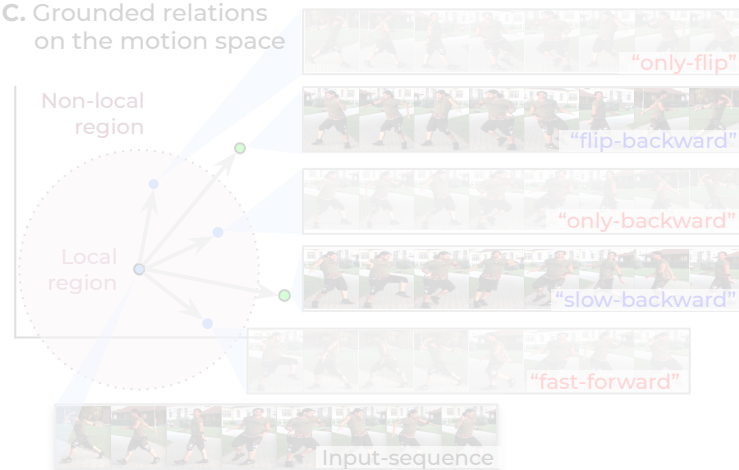 C. Grounded relations
on the motion space
"only-flip"
Non-local
region
"flip-backward"
"only-backward"
Local
region
"slow-backward"
"fast-forward"
Input-sequence